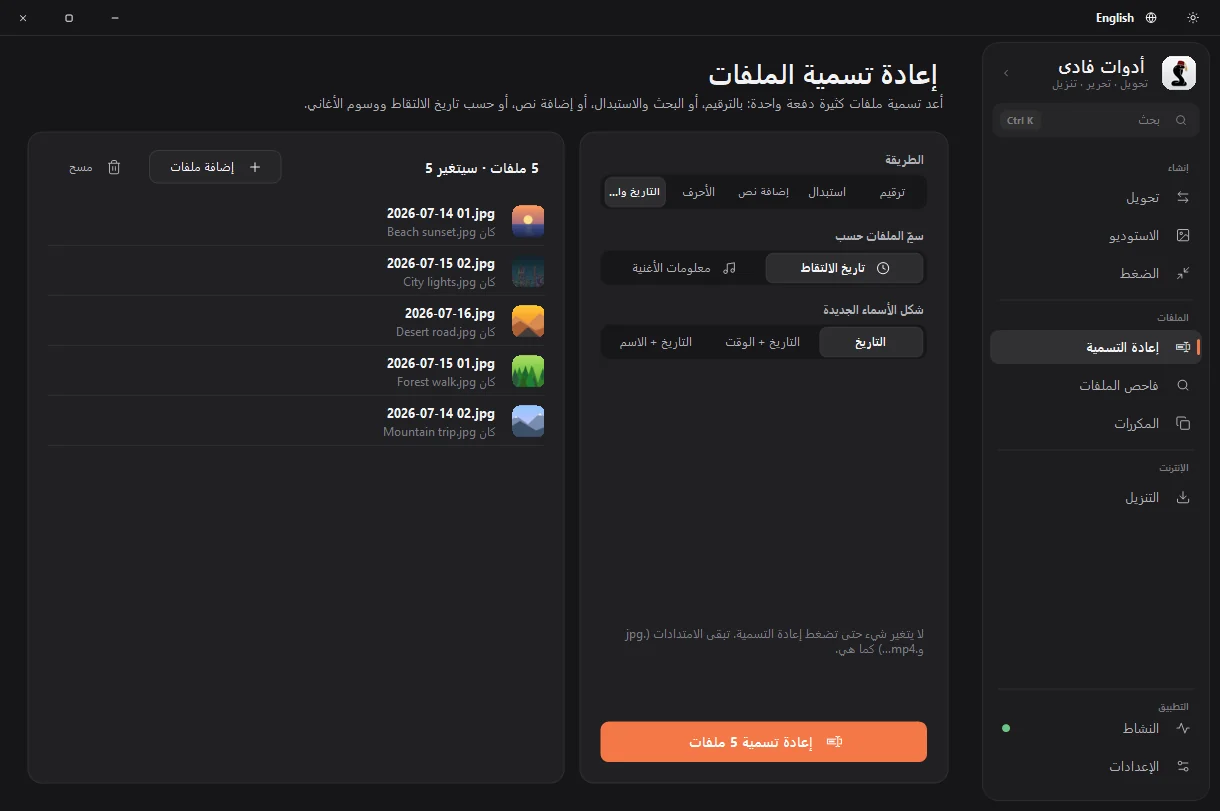 English
أدوات فادى
تحويل · تحرير · تنزيل
بحث
Ctrl K
إنشاء
تحويل
الاستوديو
الضغط
الملفات
إعادة التسمية
فاحص الملفات
المكررات
الإنترنت
التنزيل
التطبيق
النشاط
الإعدادات
إعادة تسمية الملفات
أعد تسمية ملفات كثيرة دفعة واحدة: بالترقيم، أو البحث والاستبدال، أو إضافة نص، أو حسب تاريخ الالتقاط ووسوم الأغاني.
الطريقة
ترقيم
استبدال
إضافة نص
الأحرف
التاريخ وا...
سمّ الملفات حسب
تاريخ الالتقاط
معلومات الأغنية
شكل الأسماء الجديدة
التاريخ
التاريخ + الوقت
التاريخ + الاسم
لا يتغير شيء حتى تضغط إعادة التسمية. تبقى الامتدادات (.jpg
و.mp4...) كما هي.
إعادة تسمية 5 ملفات
5 ملفات · سيتغير 5
إضافة ملفات
مسح
2026-07-14 01.jpg
كان Beach sunset.jpg
2026-07-15 02.jpg
كان City lights.jpg
2026-07-16.jpg
كان Desert road.jpg
2026-07-15 01.jpg
كان Forest walk.jpg
2026-07-14 02.jpg
كان Mountain trip.jpg